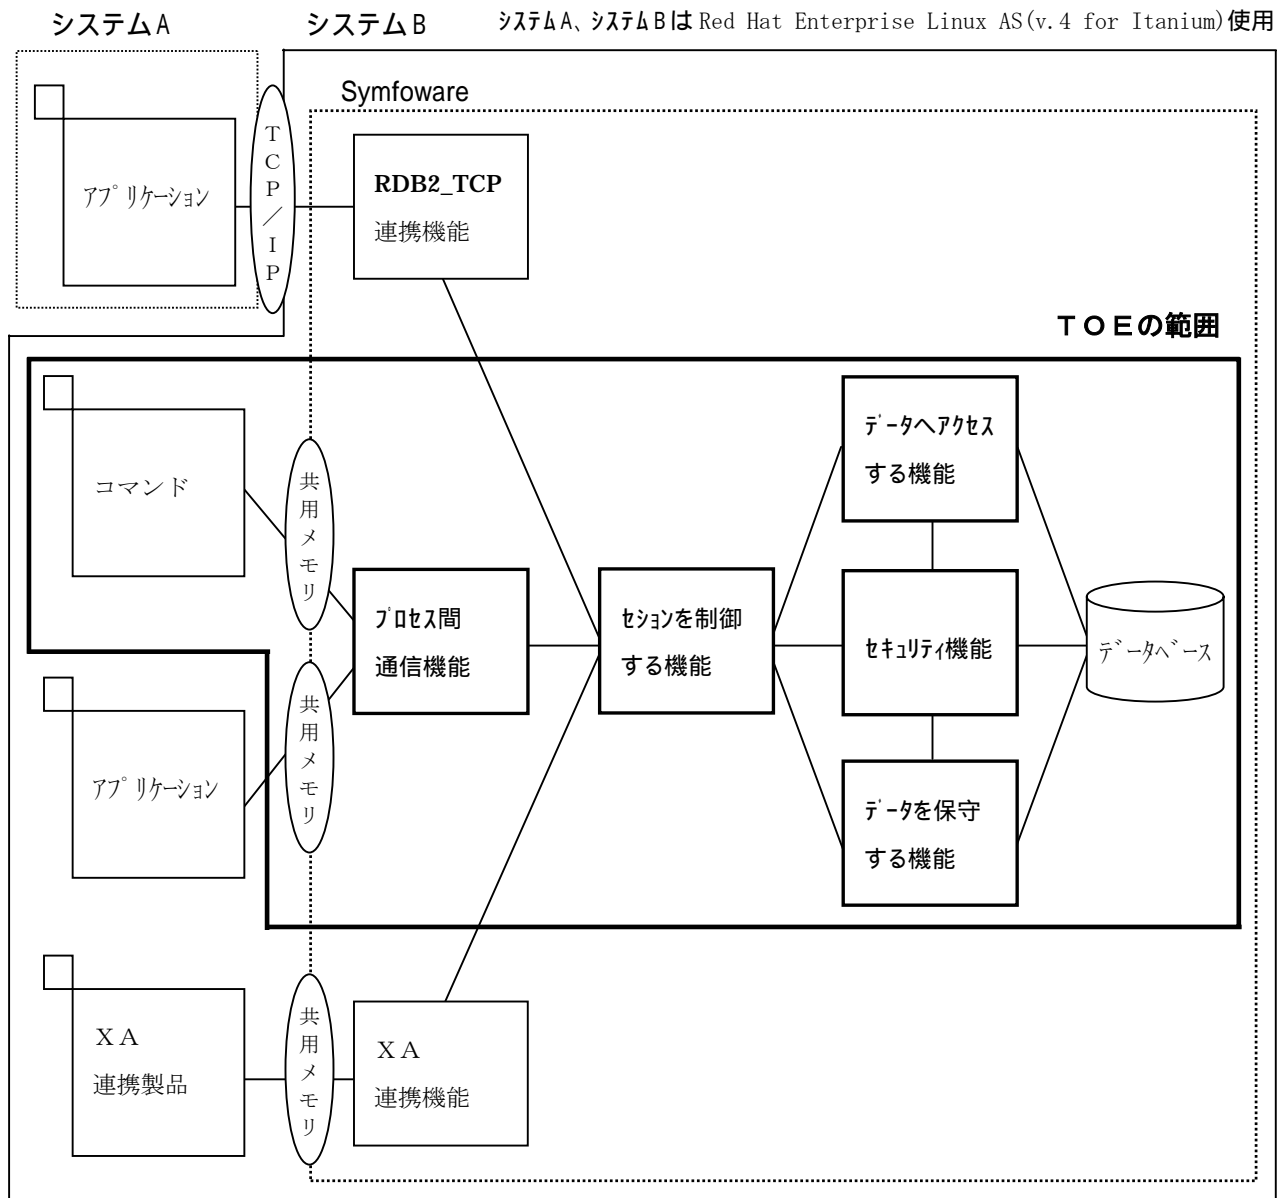 システムA
システムB
システムA、システムBは Red Hat Enterprise Linux AS(v.4 for Itanium)使用
Symfoware
TCP/IP
アプリケーション
RDB2_TCP
連携機能
TOEの範囲
コマンド
共用メモリ
データへアクセス
する機能
プロセス間
通信機能
セションを制御
する機能
セキュリティ機能
データベース
アプリケーション
共用メモリ
データを保守
する機能
XA
連携製品
共用メモリ
XA
連携機能